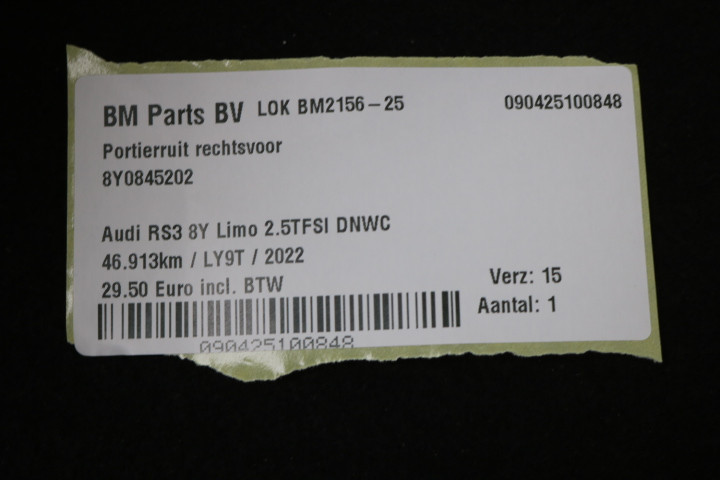 BM Parts BV LOK BM2156-25 090425100848
Portierruit rechtsvoor
8Y0845202
Audi RS3 8Y Limo 2.5TFSI DNWC
46.913km / LY9T / 2022
29.50 Euro incl. BTW
Verz: 15
Aantal: 1
090425100848